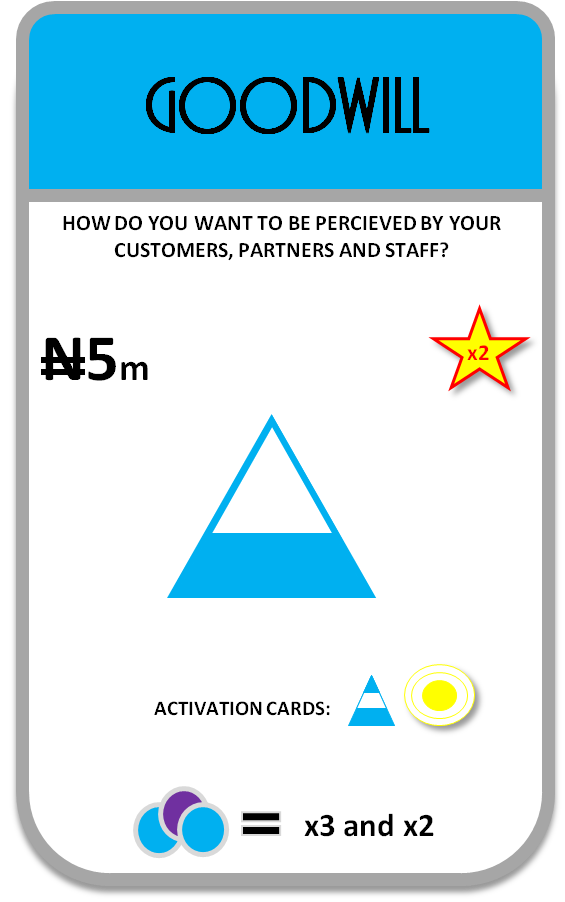 GOODWILL
HOW DO YOU WANT TO BE PERCIEVED BY YOUR
CUSTOMERS, PARTNERS AND STAFF?
₦5m
x2
ACTIVATION CARDS:
= x3 and x2